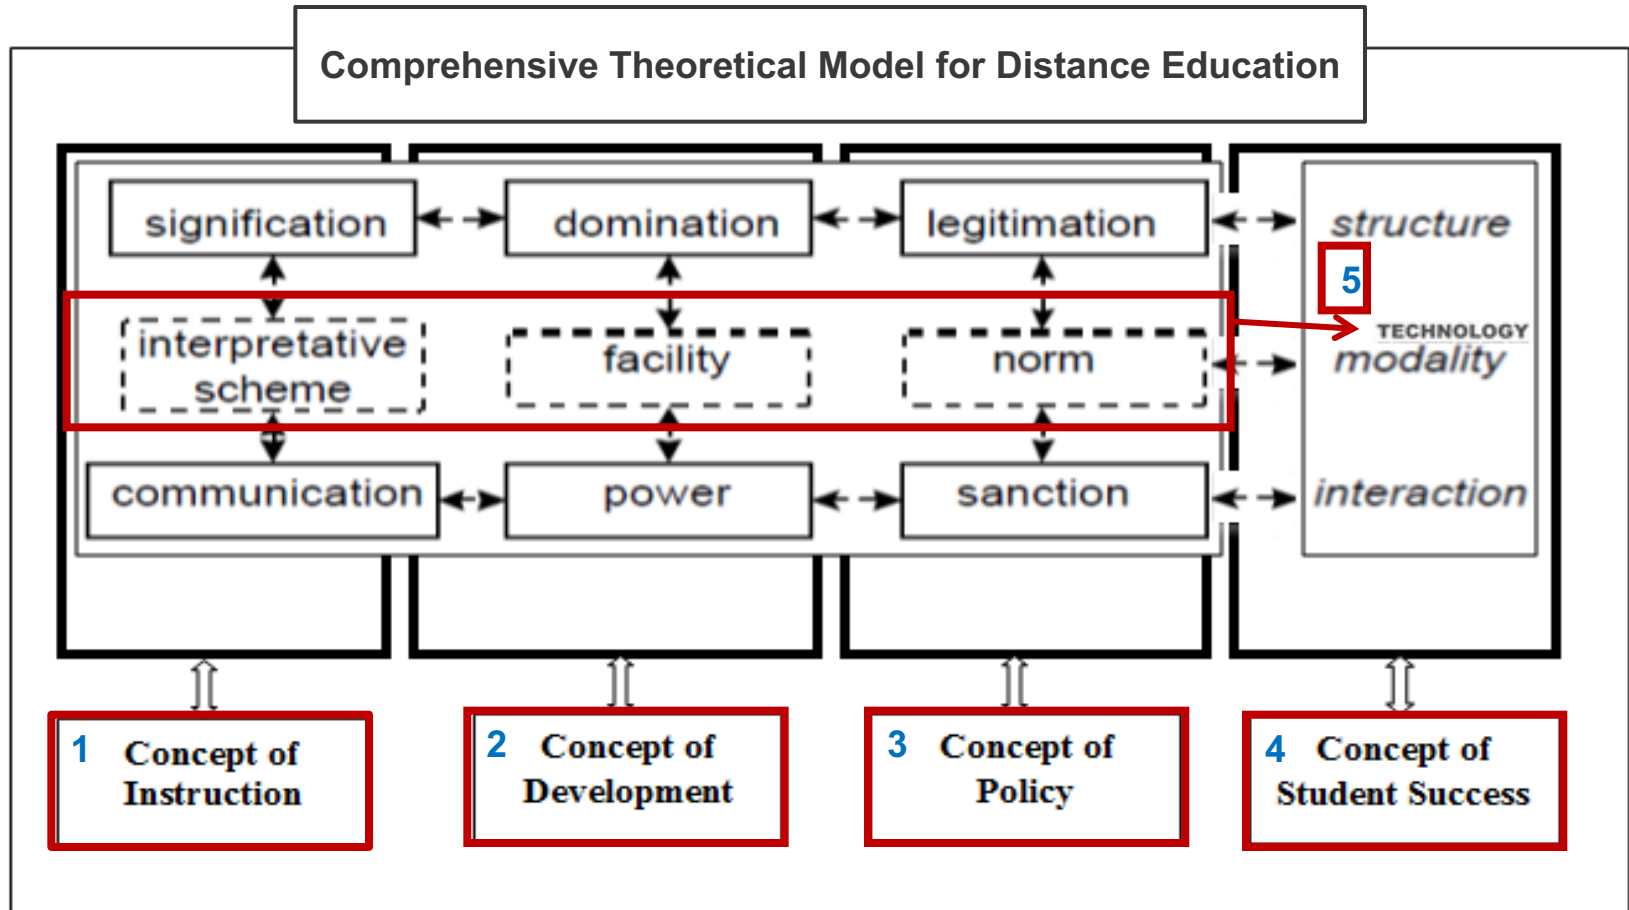 Comprehensive Theoretical Model for Distance Education
signification
domination
legitimation
structure
5
interpretative
scheme
facility
norm
TECHNOLOGY
modality
communication
power
sanction
interaction
1 Concept of
Instruction
2 Concept of
Development
3 Concept of
Policy
4 Concept of
Student Success